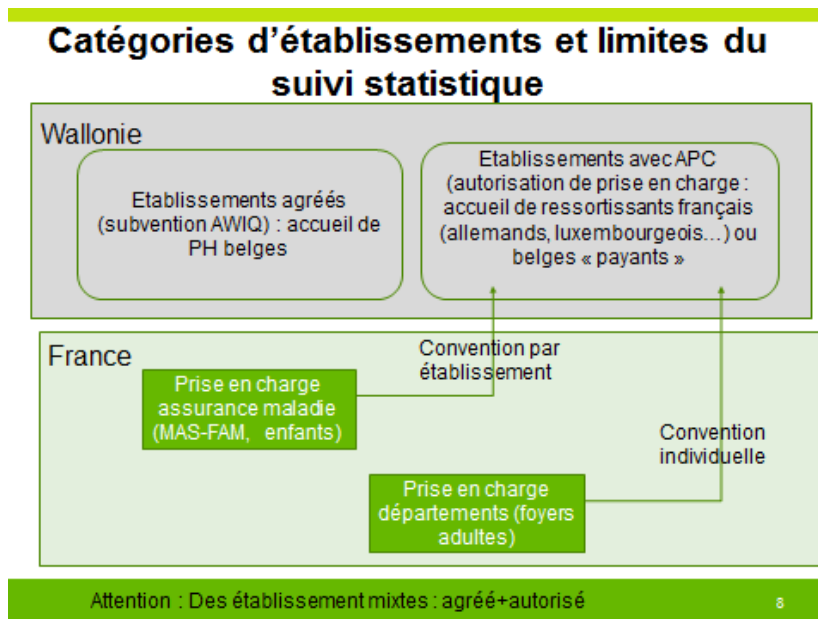 Catégories d'établissements et limites du
suivi statistique
Wallonie
Etablissements agréés
(subvention AWIQ) : accueil de
PH belges
Etablissements avec APC
(autorisation de prise en charge :
accueil de ressortissants français
(allemands, luxembourgeois…) ou
belges « payants »
France
Convention par
établissement
Prise en charge
assurance maladie
(MAS-FAM, enfants)
Convention
individuelle
Prise en charge
départements (foyers
adultes)
Attention : Des établissement mixtes : agréé+autorisé
8